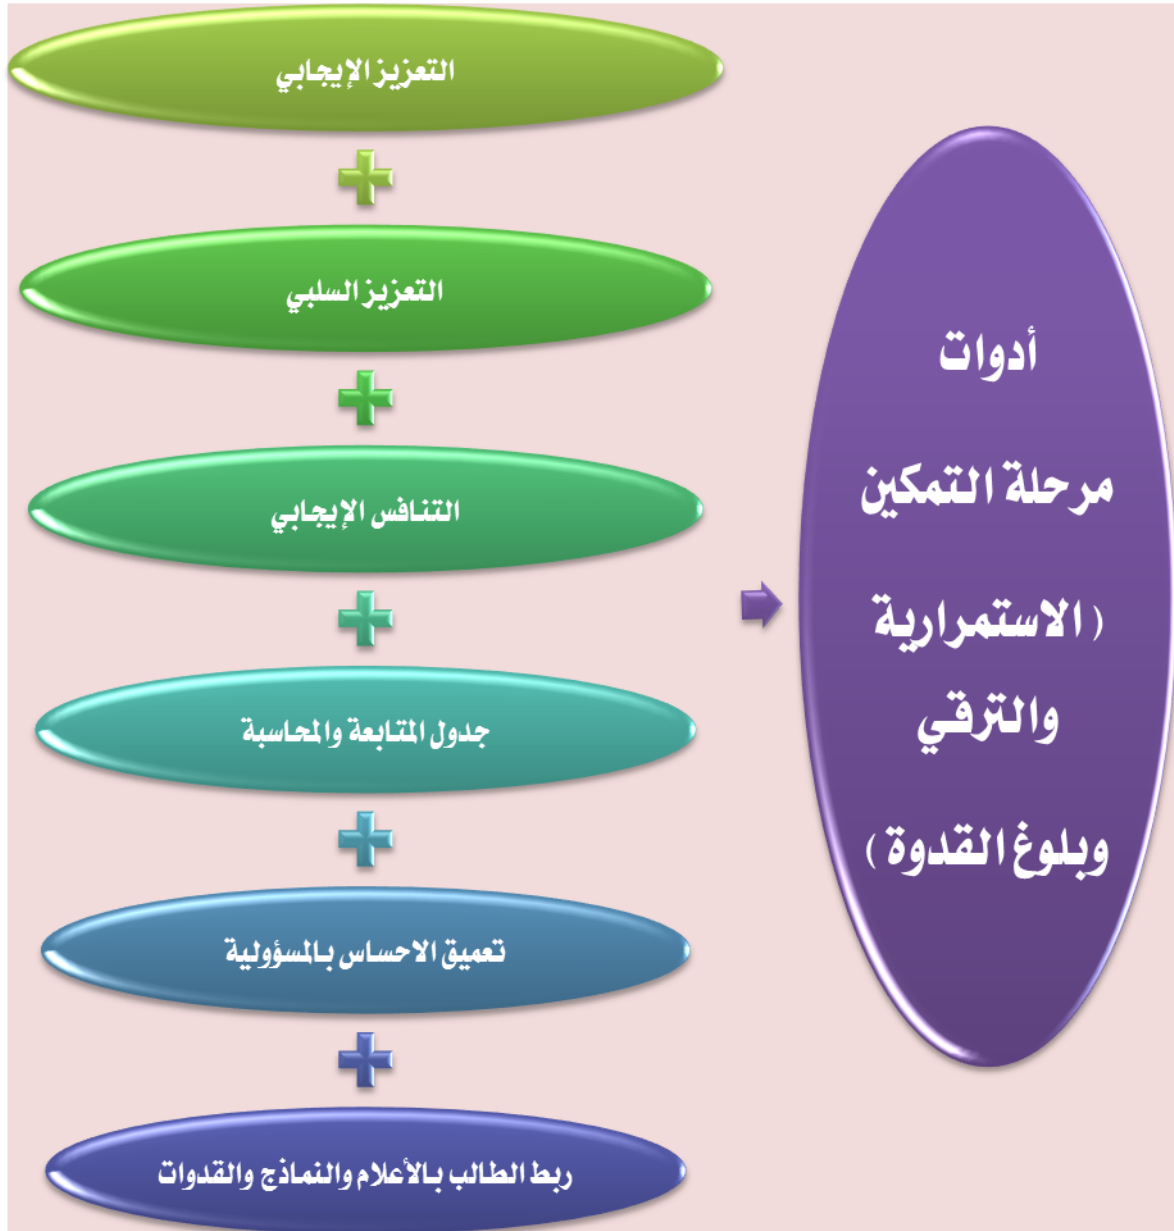 التعزيز الإيجابي
التعزيز السلبي
التنافس الإيجابي
جدول المتابعة والمحاسبة
تعميق الاحساس بالمسؤولية
ربط الطالب بالأعلام والنماذج والقدوات
أدوات
مرحلة التمكين
( الاستمرارية
والترقي
وبلوغ القدوة )